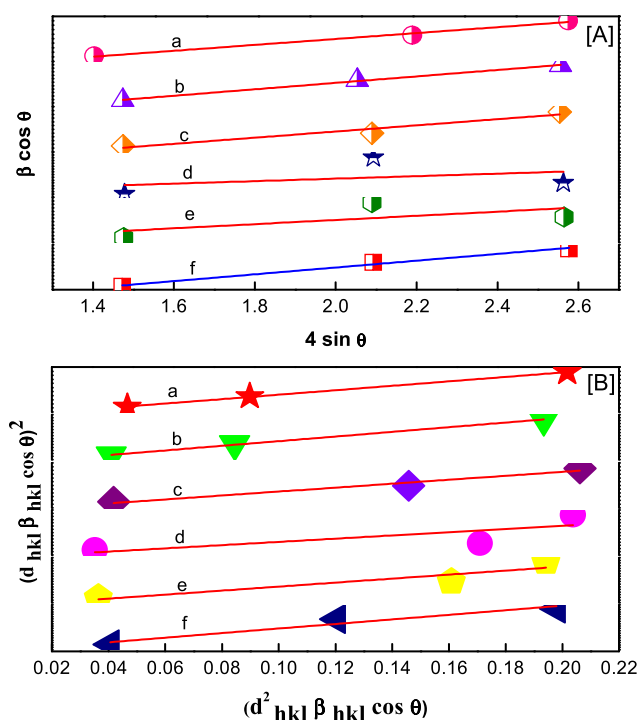 [A]
a
b
c
d
e
f
β cos θ
1.4 1.6 1.8 2.0 2.2 2.4 2.6
4 sin θ
[B]
a
b
c
d
e
f
(d hkl β hkl cos θ)²
0.02 0.04 0.06 0.08 0.10 0.12 0.14 0.16 0.18 0.20 0.22
(d² hkl β hkl cos θ)